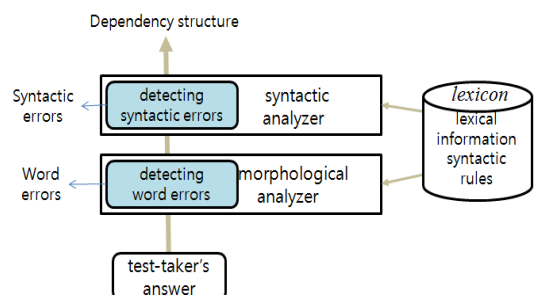 Dependency structure
Syntactic
errors
detecting
syntactic errors
syntactic
analyzer
lexicon
lexical
information
syntactic
rules
Word
errors
detecting
word errors
morphological
analyzer
test-taker's
answer